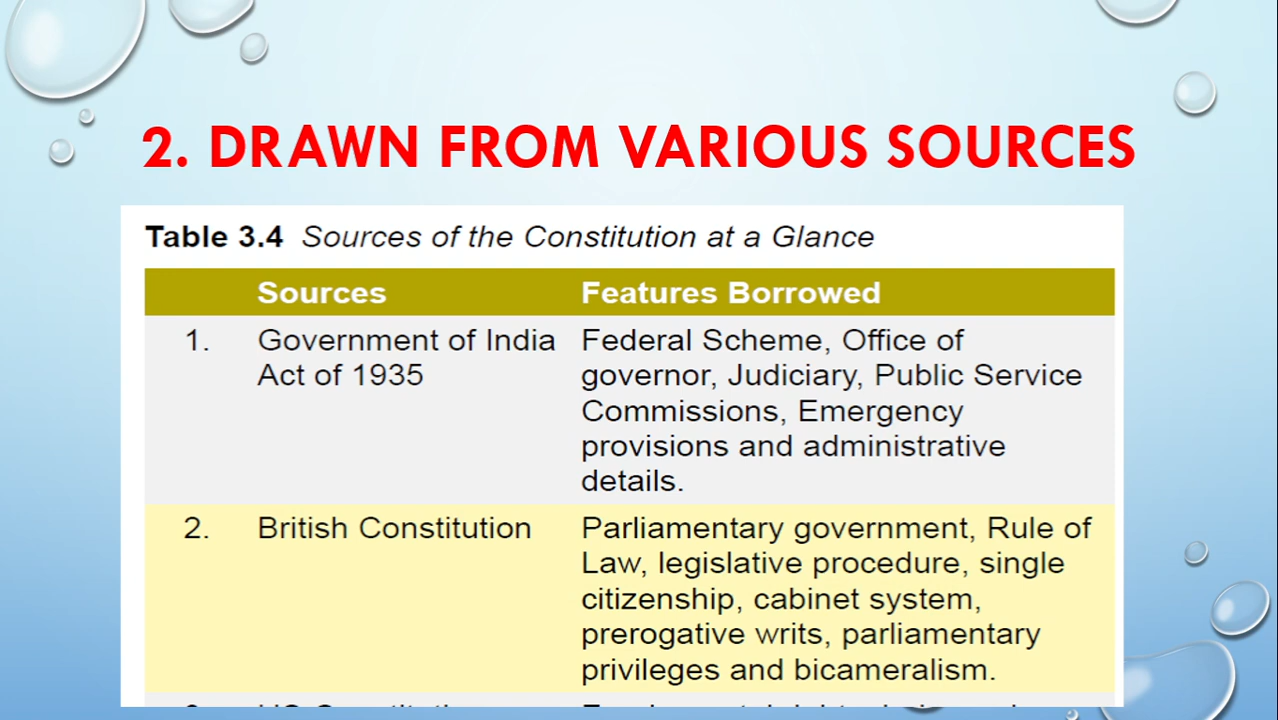 2. DRAWN FROM VARIOUS SOURCES
Table 3.4 Sources of the Constitution at a Glance
Sources Features Borrowed
1. Government of India Federal Scheme, Office of
Act of 1935 governor, Judiciary, Public Service
Commissions, Emergency
provisions and administrative
details.
2. British Constitution Parliamentary government, Rule of
Law, legislative procedure, single
citizenship, cabinet system,
prerogative writs, parliamentary
privileges and bicameralism.